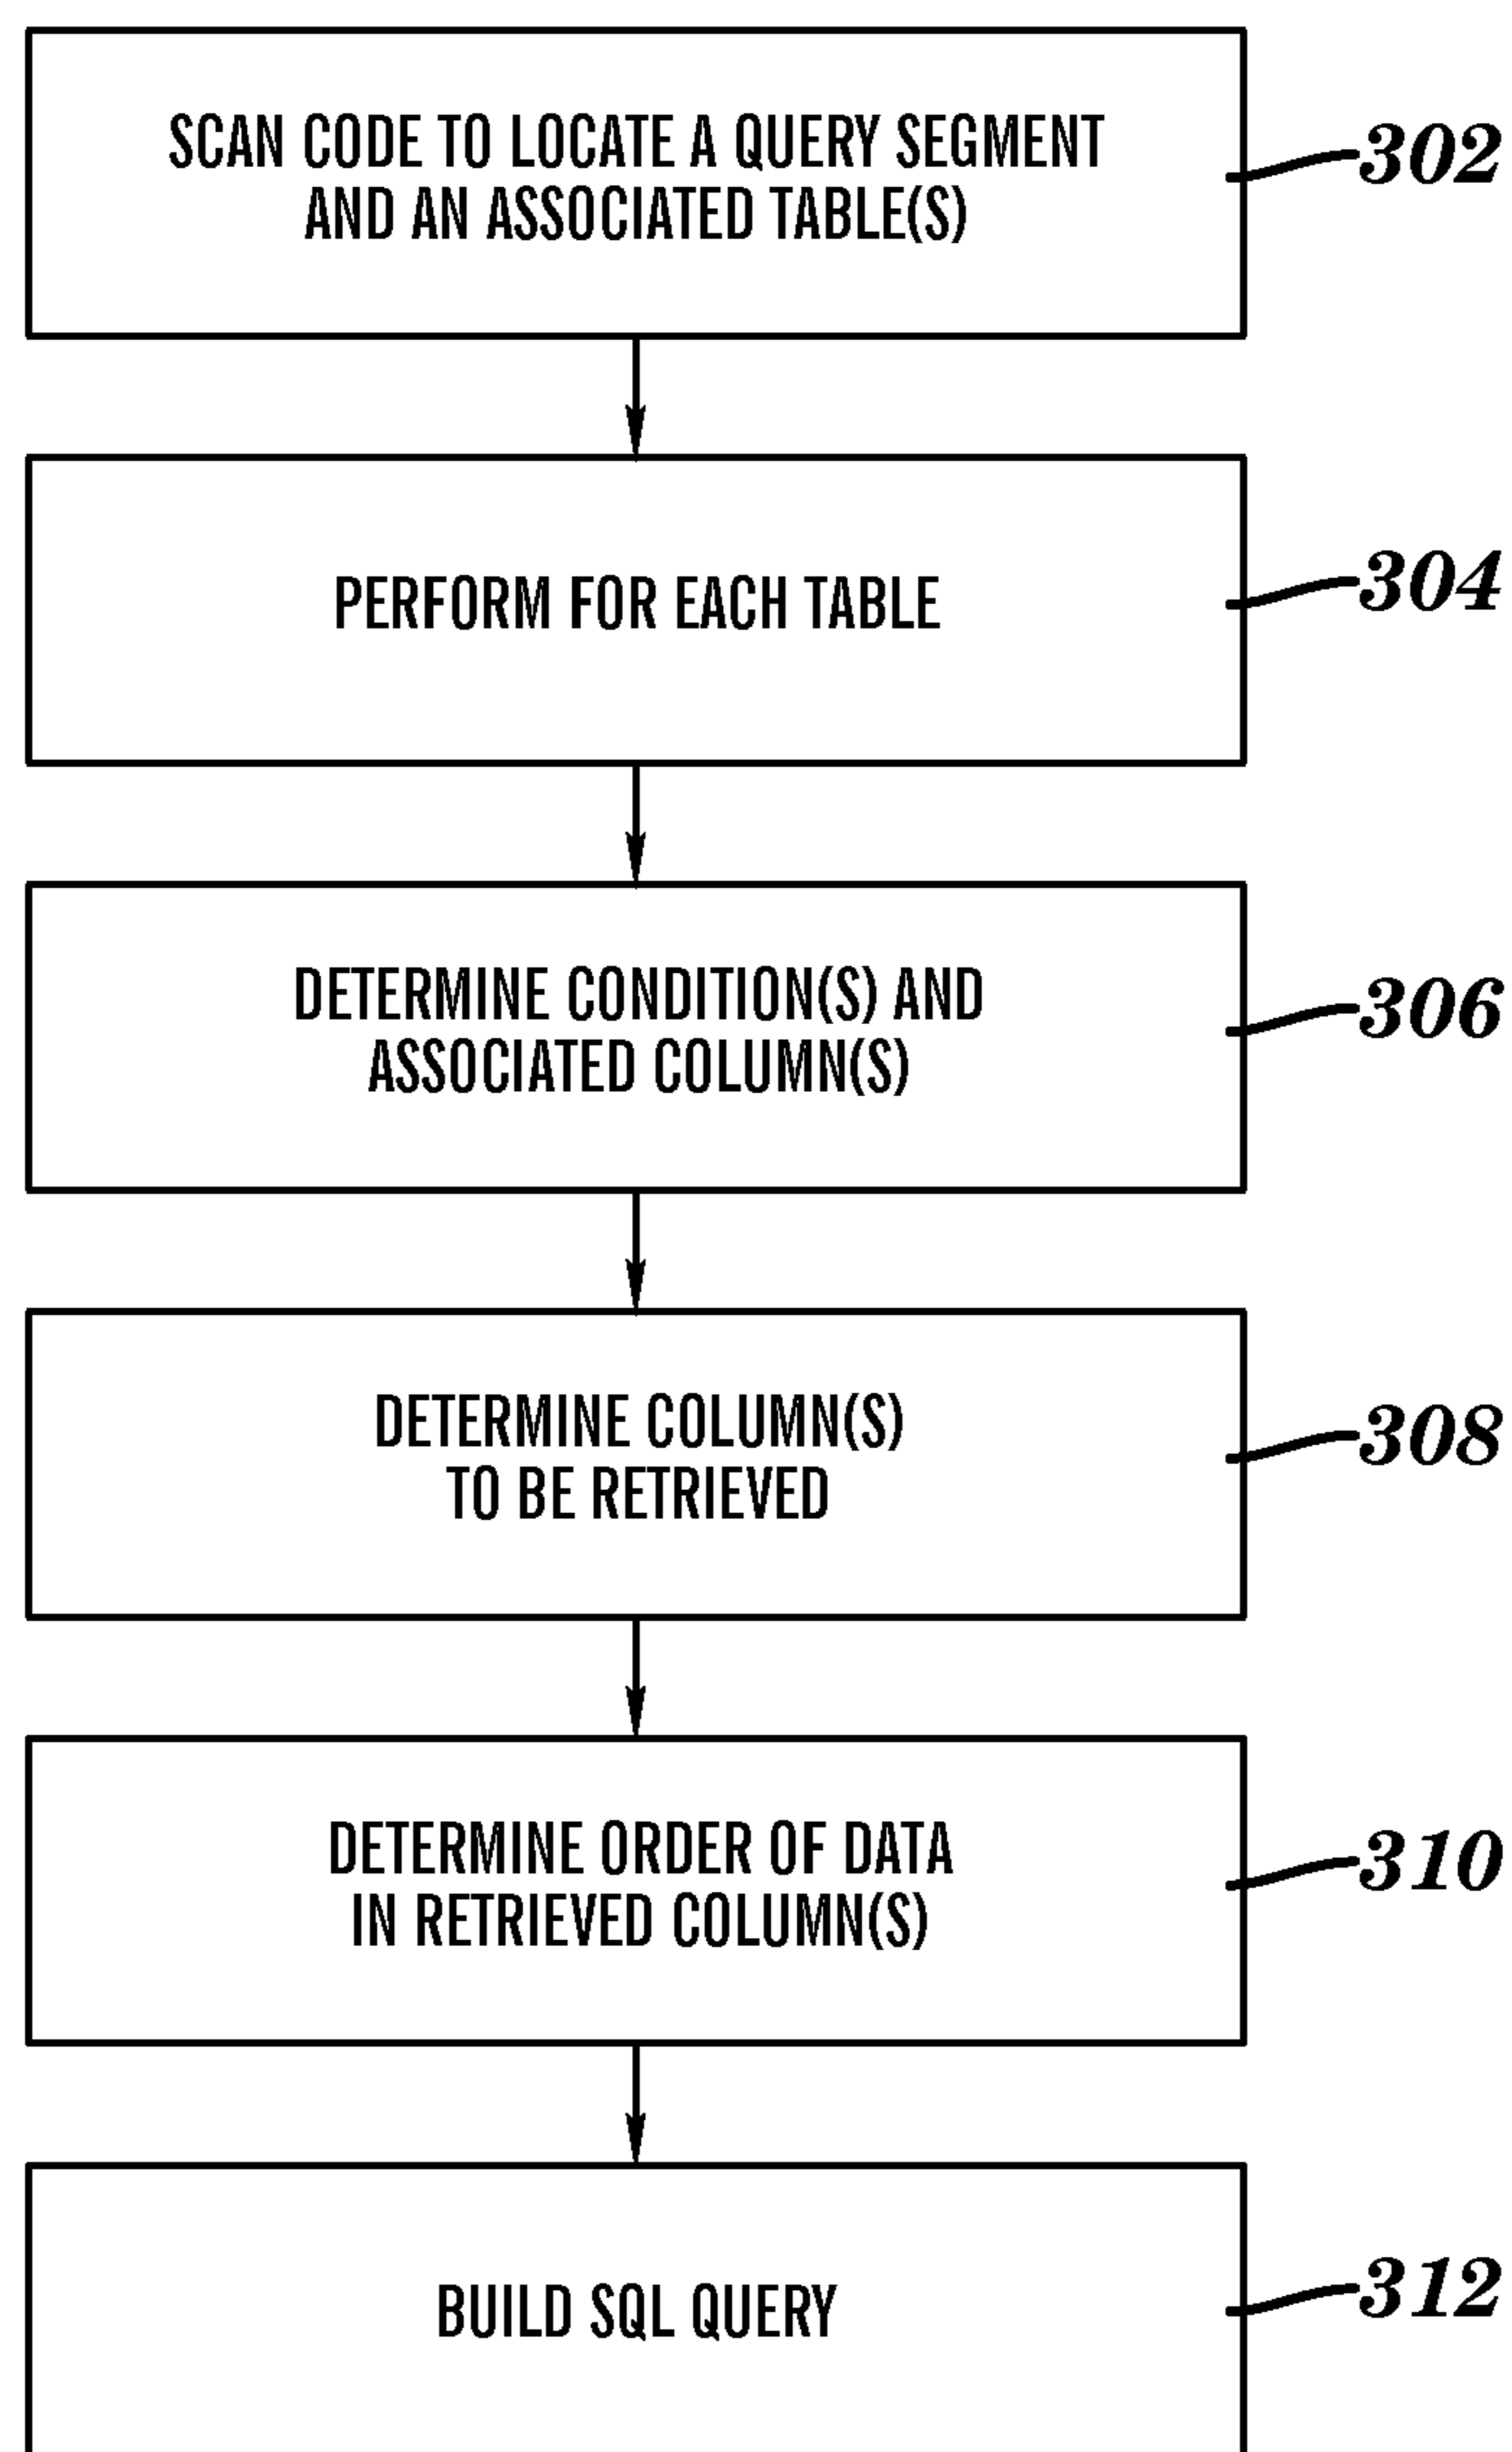 SCAN CODE TO LOCATE A QUERY SEGMENT
AND AN ASSOCIATED TABLE(S)
302
PERFORM FOR EACH TABLE
304
DETERMINE CONDITION(S) AND
ASSOCIATED COLUMN(S)
306
DETERMINE COLUMN(S)
TO BE RETRIEVED
308
DETERMINE ORDER OF DATA
IN RETRIEVED COLUMN(S)
310
BUILD SQL QUERY
312